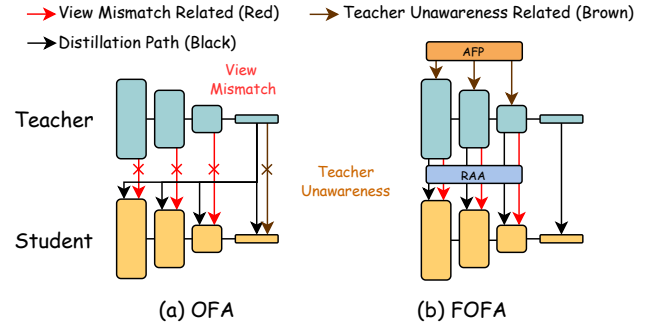 View Mismatch Related (Red)
Teacher Unawareness Related (Brown)
Distillation Path (Black)
AFP
View
Mismatch
Teacher
Teacher
Unawareness
RAA
Student
(a) OFA
(b) FOFA